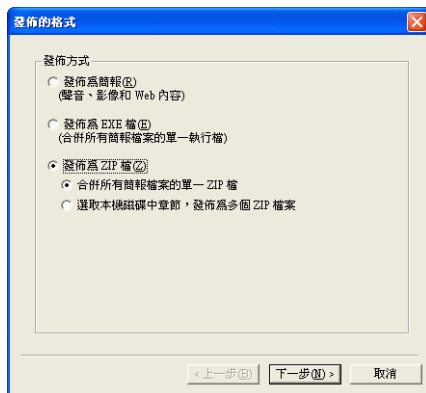 發佈的格式
發佈方式
發佈為簡報(R)
(聲音、影像和 Web 內容)
發佈為 EXE 檔(E)
(合併所有簡報檔案的單一執行檔)
發佈為 ZIP 檔(Z)
合併所有簡報檔案的單一 ZIP 檔
選取本機磁碟中章節，發佈為多個 ZIP 檔案
<上一步(B)
下一步(N) >
取消